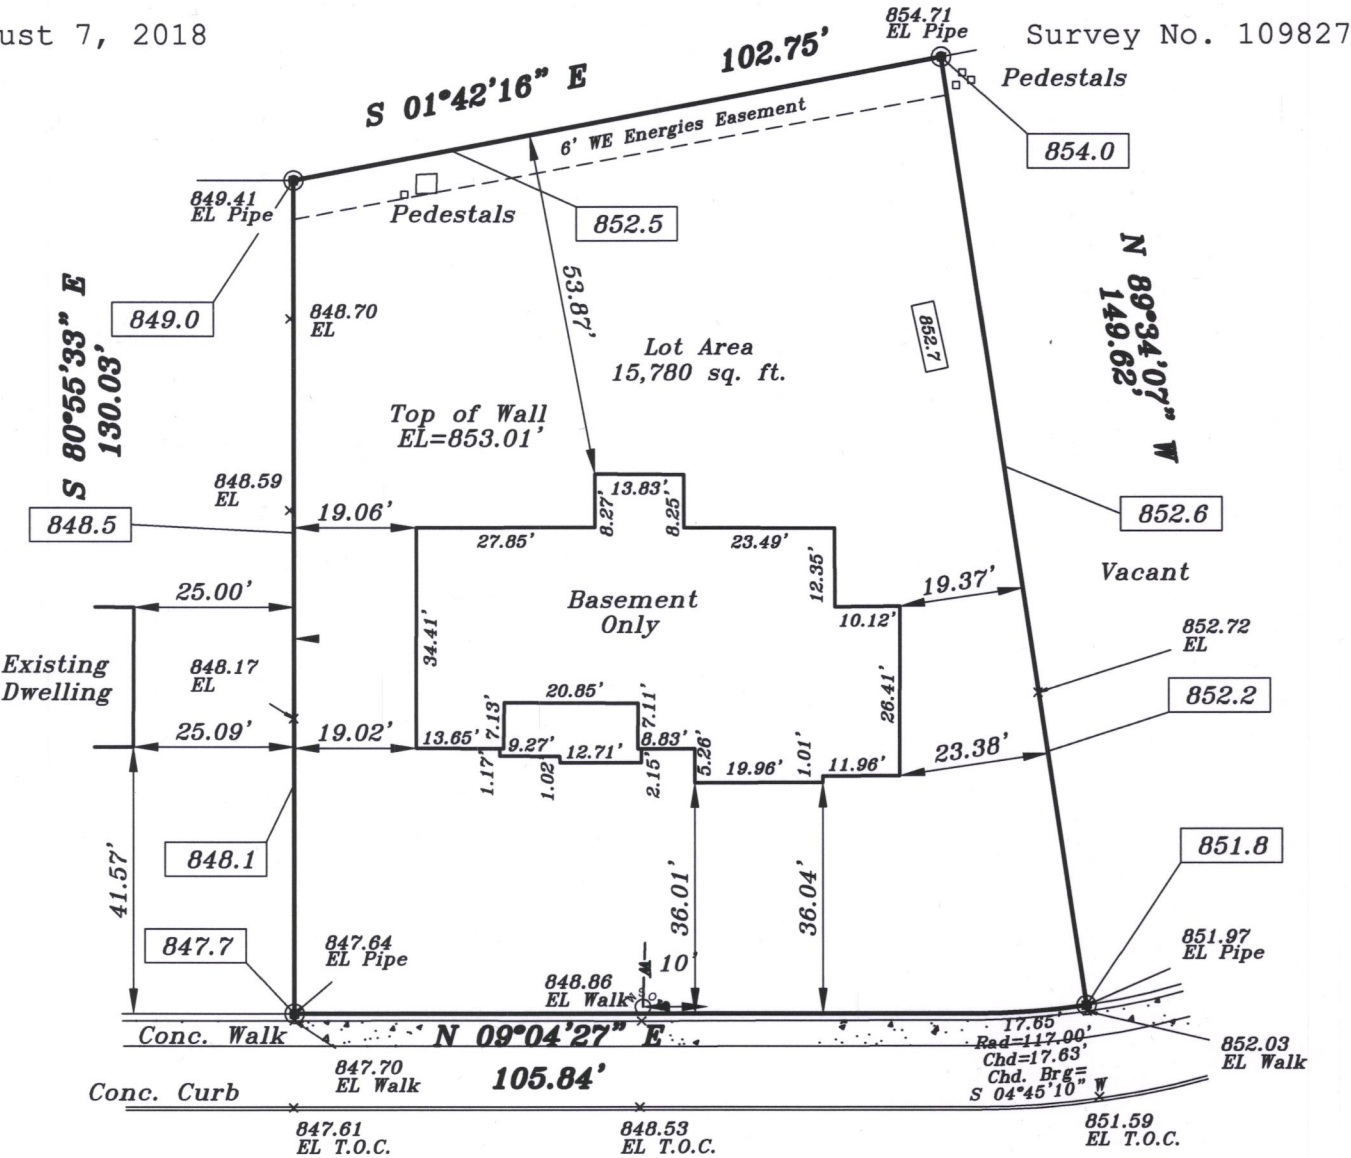 ust 7, 2018
Survey No. 109827
854.71
EL Pipe
Pedestals
854.0
S 01°42'16" E
102.75'
6' WE Energies Easement
849.41
EL Pipe
Pedestals
852.5
849.0
848.70
EL
53.87'
852.7
Lot Area
15,780 sq. ft.
N 89°34'07" W
149.62'
S 80°55'33" E
130.03'
Top of Wall
EL=853.01'
848.59
EL
848.5
19.06'
27.85'
8.27'
13.83'
8.25'
23.49'
12.35'
10.12'
852.6
Vacant
19.37'
25.00'
34.41'
Basement
Only
26.41'
852.72
EL
Existing
Dwelling
848.17
EL
852.2
25.09'
19.02'
13.65'
7.13'
20.85'
7.11'
8.83'
9.27'
12.71'
1.17'
1.02'
2.15'
5.26'
19.96'
1.01'
11.96'
23.38'
41.57'
848.1
36.01'
36.04'
851.8
847.7
847.64
EL Pipe
W
10'
848.86
EL Walk
851.97
EL Pipe
Conc. Walk
N 09°04'27" E
105.84'
17.65'
Rad=117.00'
Chd=17.63'
Chd. Brg=
S 04°45'10" W
852.03
EL Walk
847.70
EL Walk
Conc. Curb
847.61
EL T.O.C.
848.53
EL T.O.C.
851.59
EL T.O.C.